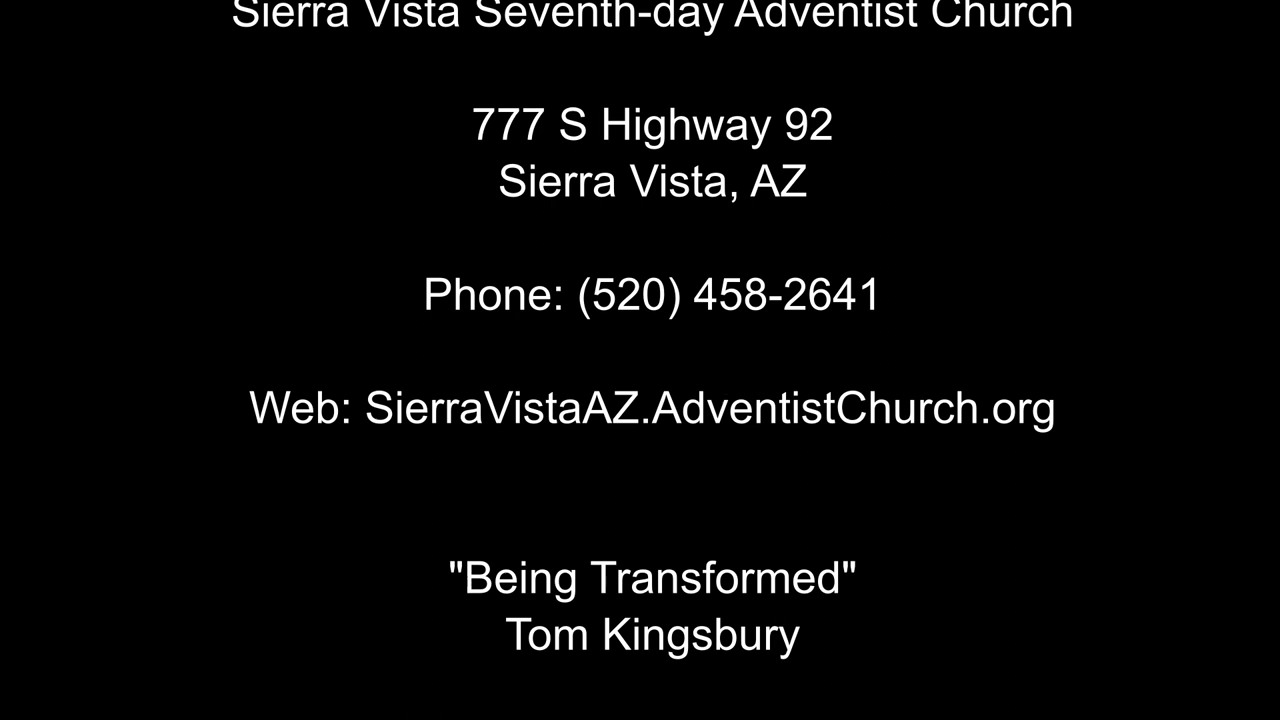 Sierra Vista Seventh-day Adventist Church
777 S Highway 92
Sierra Vista, AZ
Phone: (520) 458-2641
Web: SierraVistaAZ.AdventistChurch.org
"Being Transformed"
Tom Kingsbury